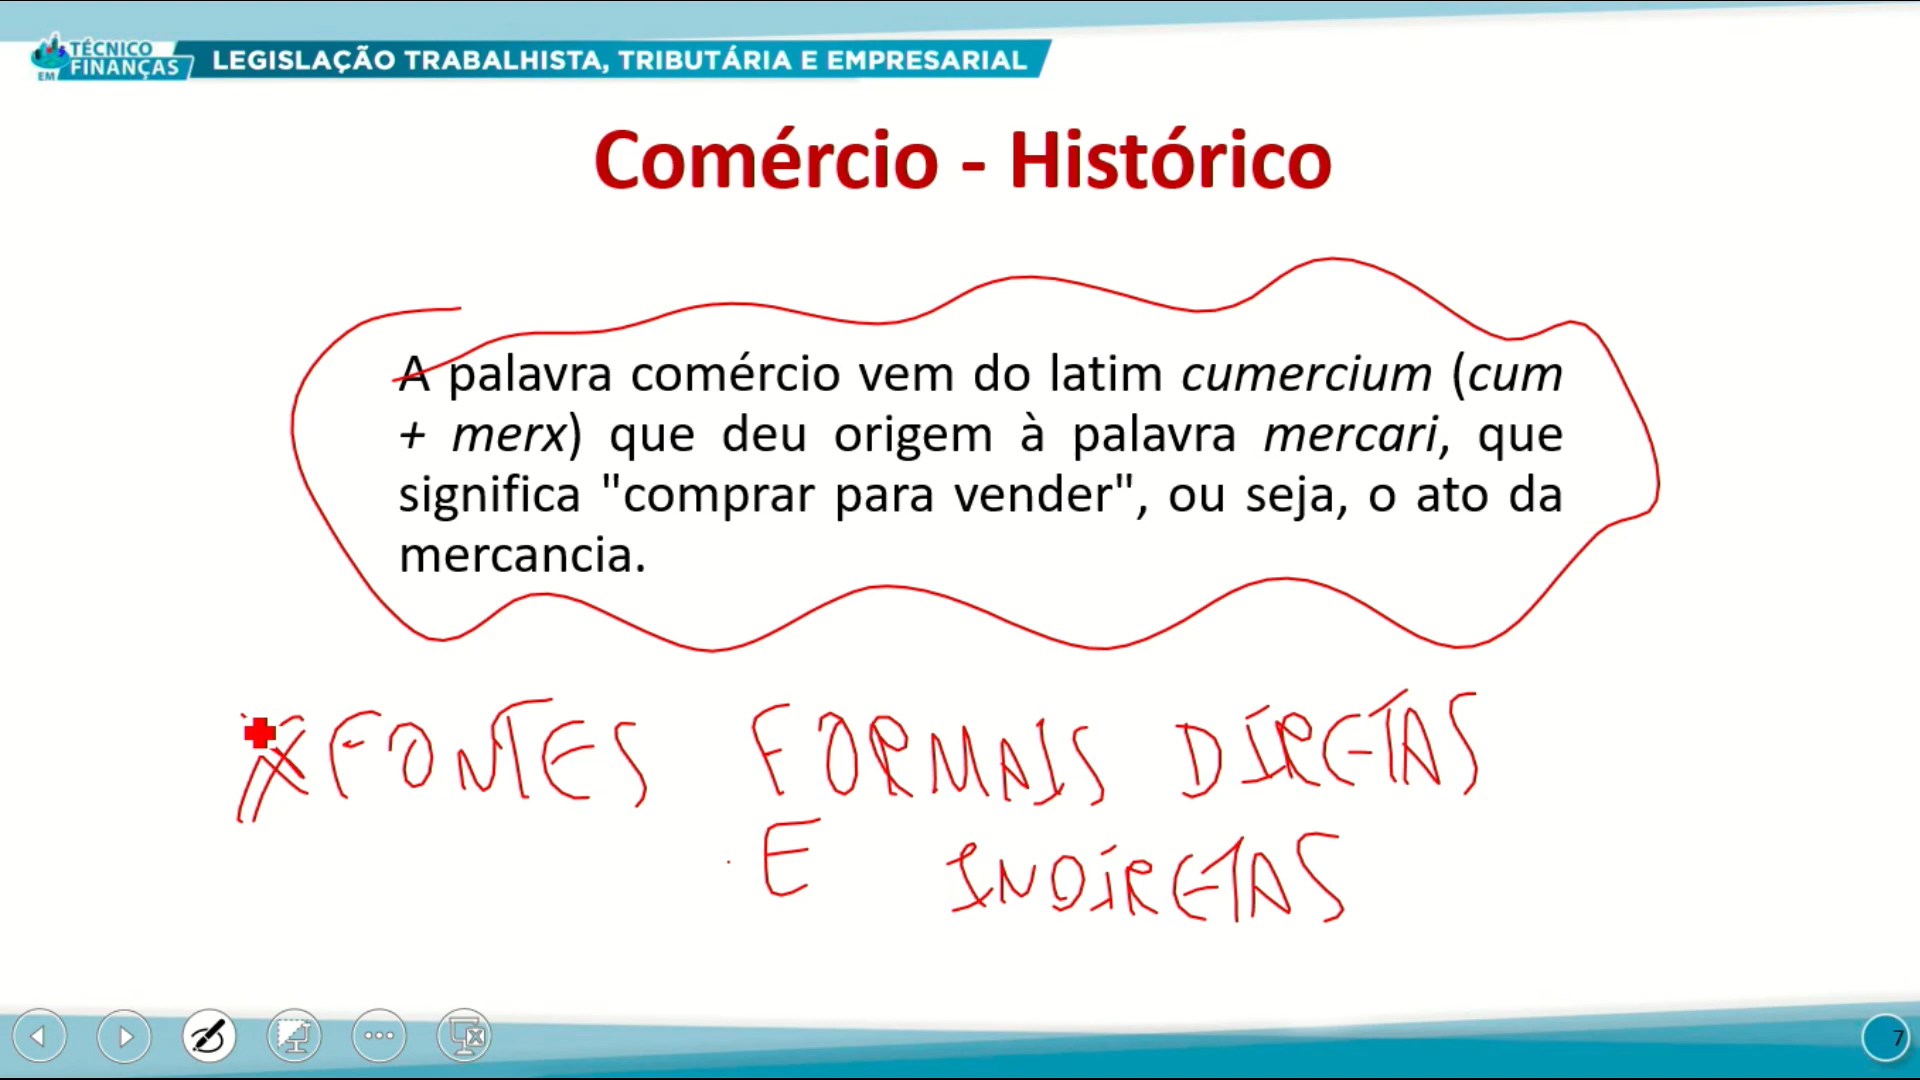 TÉCNICO
EM FINANÇAS
LEGISLAÇÃO TRABALHISTA, TRIBUTÁRIA E EMPRESARIAL
Comércio - Histórico
A palavra comércio vem do latim cumercium (cum
+ merx) que deu origem à palavra mercari, que
significa "comprar para vender", ou seja, o ato da
mercancia.
FONTES FORMAIS DIRETAS
E INDIRETAS
7